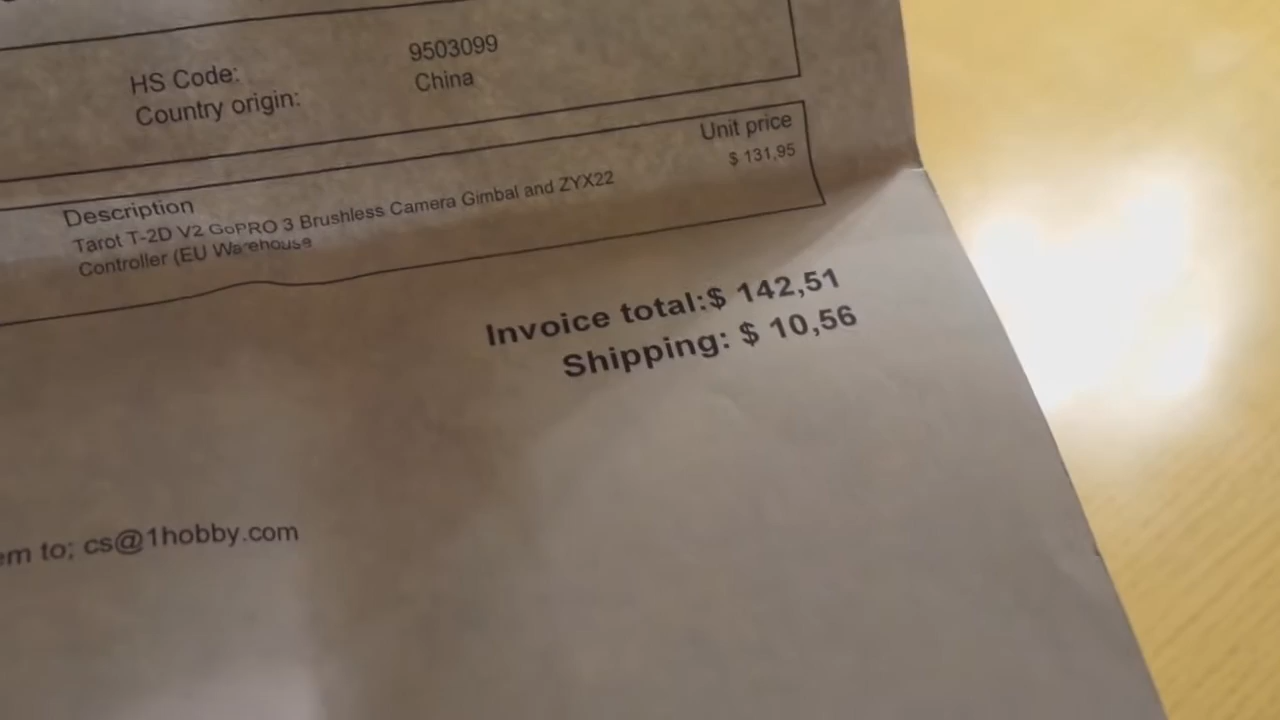 HS Code: 9503099
Country origin: China
Description Unit price
Tarot T-2D V2 GoPRO 3 Brushless Camera Gimbal and ZYX22 $ 131,95
Controller (EU Warehouse
Invoice total:$ 142,51
Shipping: $ 10,56
em to; cs@1hobby.com